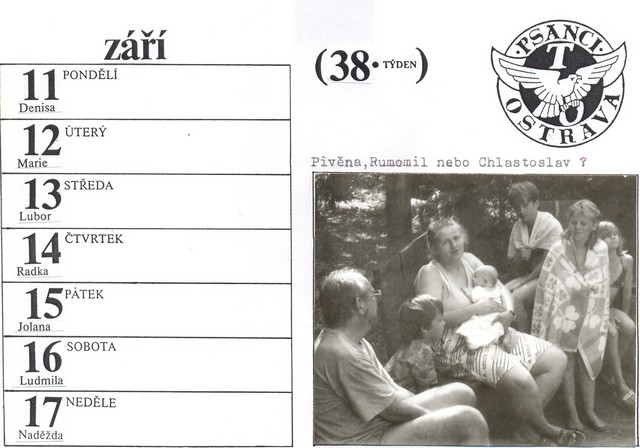 září
11 PONDĚLÍ
Denisa
12 ÚTERÝ
Marie
13 STŘEDA
Lubor
14 ČTVRTEK
Radka
15 PÁTEK
Jolana
16 SOBOTA
Ludmila
17 NEDĚLE
Naděžda
(38. TÝDEN)
·PSANCI·
T
O
OSTRAVA
Pivěna,Rumomil nebo Chlastoslav ?